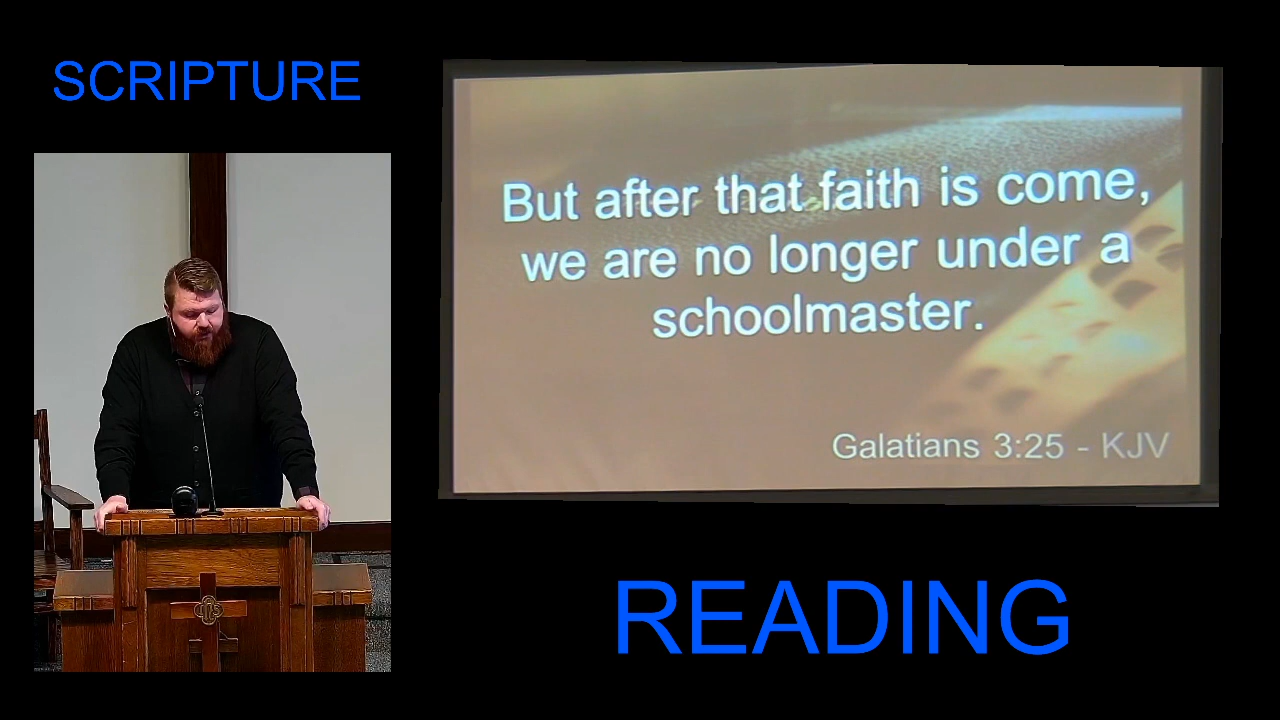 SCRIPTURE
But after that faith is come,
we are no longer under a
schoolmaster.
Galatians 3:25 - KJV
READING